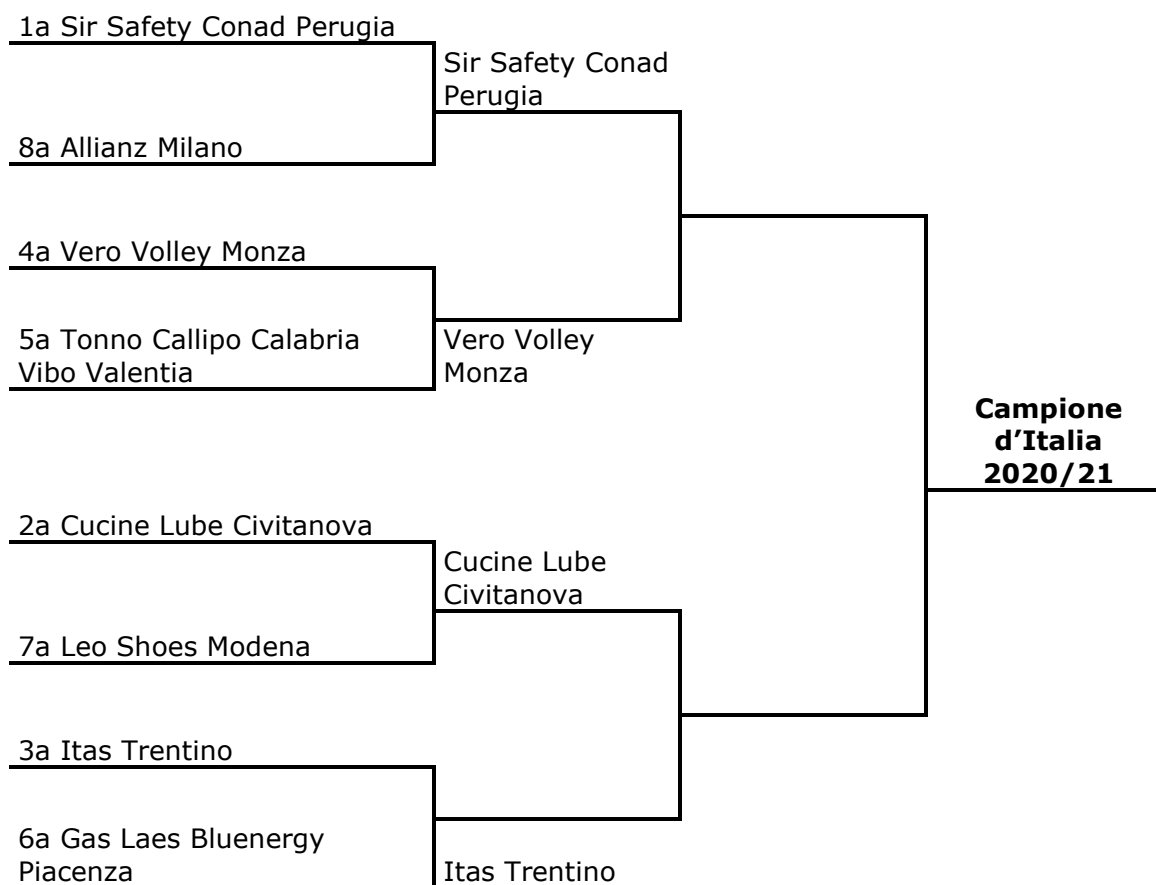 1a Sir Safety Conad Perugia
Sir Safety Conad
Perugia
8a Allianz Milano
4a Vero Volley Monza
5a Tonno Callipo Calabria
Vibo Valentia
Vero Volley
Monza
Campione
d’Italia
2020/21
2a Cucine Lube Civitanova
Cucine Lube
Civitanova
7a Leo Shoes Modena
3a Itas Trentino
6a Gas Laes Bluenergy
Piacenza
Itas Trentino